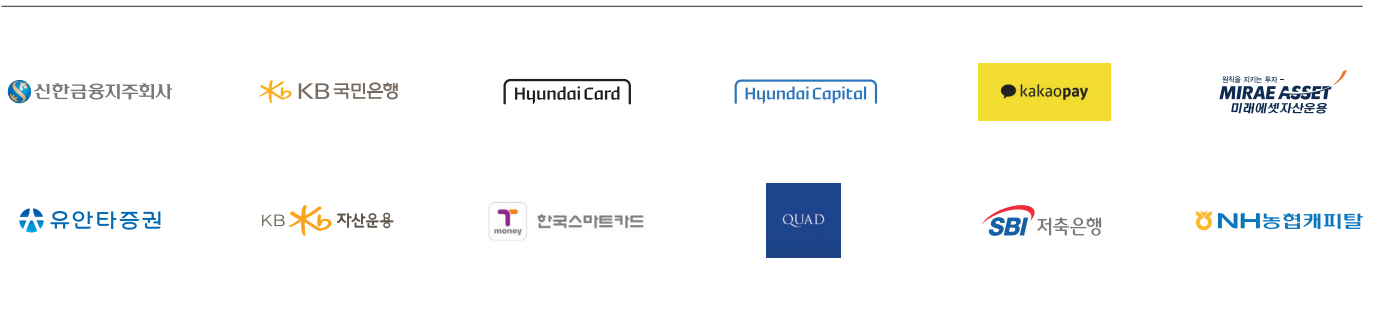 신한금융지주회사
KB국민은행
Hyundai Card
Hyundai Capital
kakaopay
원칙을 지키는 투자
MIRAE ASSET
미래에셋자산운용
유안타증권
KB 자산운용
T
money
한국스마트카드
QUAD
SBI 저축은행
NH농협캐피탈